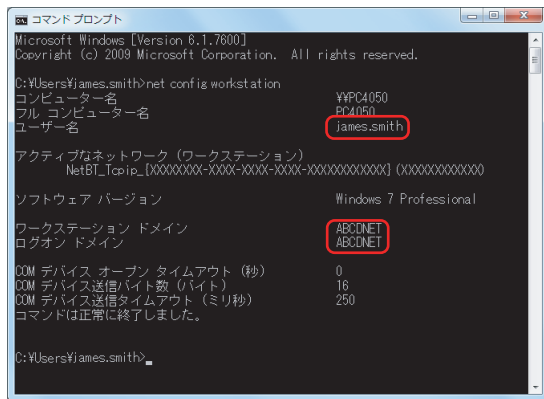 コマンド プロンプト
Microsoft Windows [Version 6.1.7600]
Copyright (c) 2009 Microsoft Corporation.  All rights reserved.
C:¥Users¥james.smith>net config workstation
コンピューター名 ¥¥PC4050
フル コンピューター名 PC4050
ユーザー名 james.smith
アクティブなネットワーク (ワークステーション)
NetBT_Tcpip_[XXXXXXXX-XXXX-XXXX-XXXX-XXXXXXXXXXXX] (XXXXXXXXXXXX)
ソフトウェア バージョン Windows 7 Professional
ワークステーション ドメイン ABCDNET
ログオン ドメイン ABCDNET
COM デバイス オープン タイムアウト (秒) 0
COM デバイス送信バイト数 (バイト) 16
COM デバイス送信タイムアウト (ミリ秒) 250
コマンドは正常に終了しました。
C:¥Users¥james.smith>